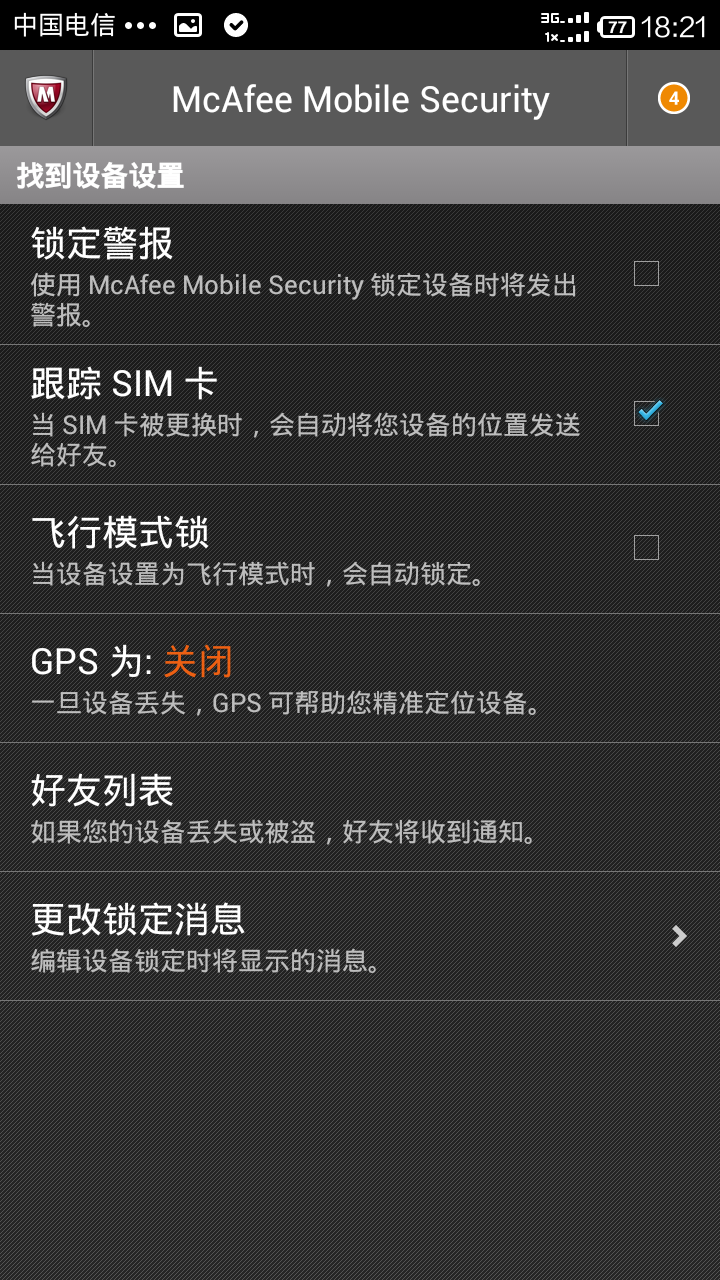 中国电信 ••• 3G 1x 77 18:21
M McAfee Mobile Security 4
找到设备设置
锁定警报
使用 McAfee Mobile Security 锁定设备时将发出
警报。
跟踪 SIM 卡
当 SIM 卡被更换时，会自动将您设备的位置发送
给好友。
飞行模式锁
当设备设置为飞行模式时，会自动锁定。
GPS 为: 关闭
一旦设备丢失，GPS 可帮助您精准定位设备。
好友列表
如果您的设备丢失或被盗，好友将收到通知。
更改锁定消息
编辑设备锁定时将显示的消息。